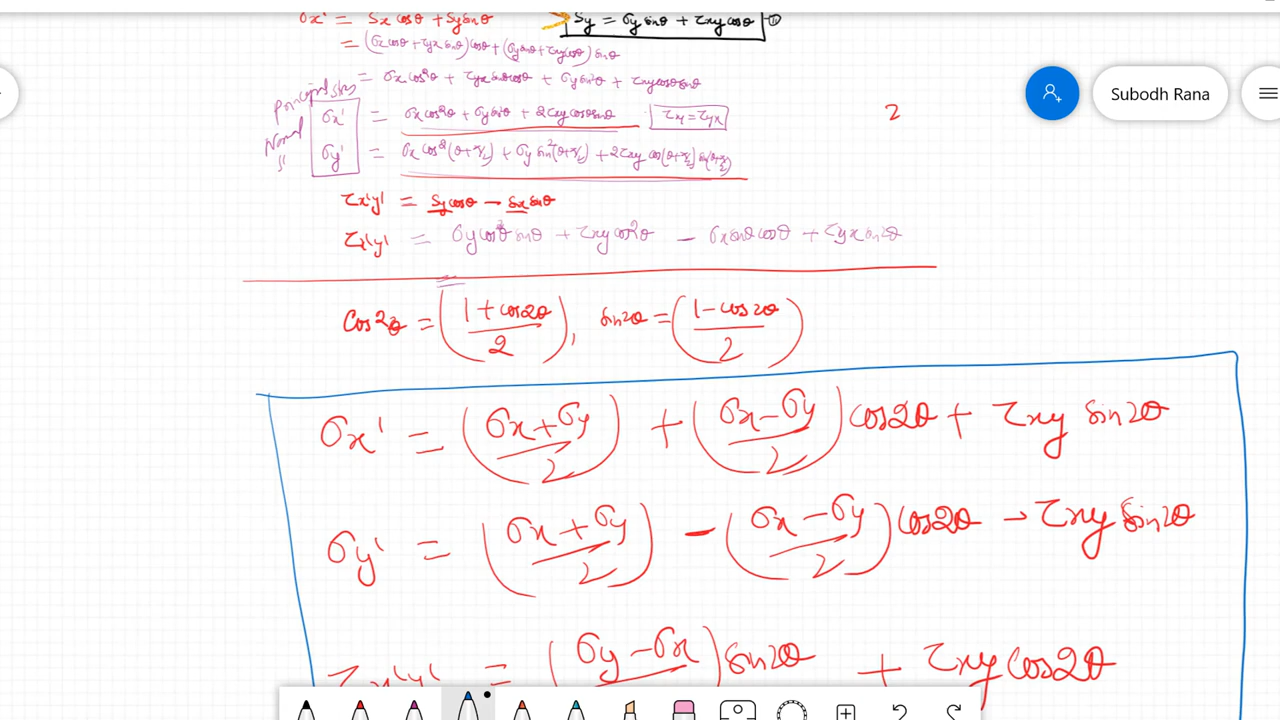 σx' = Sx cosθ + Sy sinθ
Sy = σy sinθ + τxy cosθ - ②
= (σx cosθ + τyx sinθ) cosθ + (σy sinθ + τxy cosθ) sinθ
= σx cos²θ + τyx sinθ cosθ + σy sin²θ + τxy cosθ sinθ
Principal Stress
Normal "
σx' = σx cos²θ + σy sin²θ + 2τxy cosθ sinθ τxy = τyx
σy' = σx cos²(θ+π/2) + σy sin²(θ+π/2) + 2τxy cos(θ+π/2) sin(θ+π/2)
τx'y' = Sy cosθ - Sx sinθ
τx'y' = σy cosθ sinθ + τxy cos²θ - σx sinθ cosθ + τyx sin²θ
cos²θ = (1 + cos2θ / 2), sin²θ = (1 - cos2θ / 2)
σx' = (σx + σy / 2) + (σx - σy / 2) cos2θ + τxy sin2θ
σy' = (σx + σy / 2) - (σx - σy / 2) cos2θ - τxy sin2θ
τx'y' = (σy - σx) sin2θ + τxy cos2θ
2
Subodh Rana